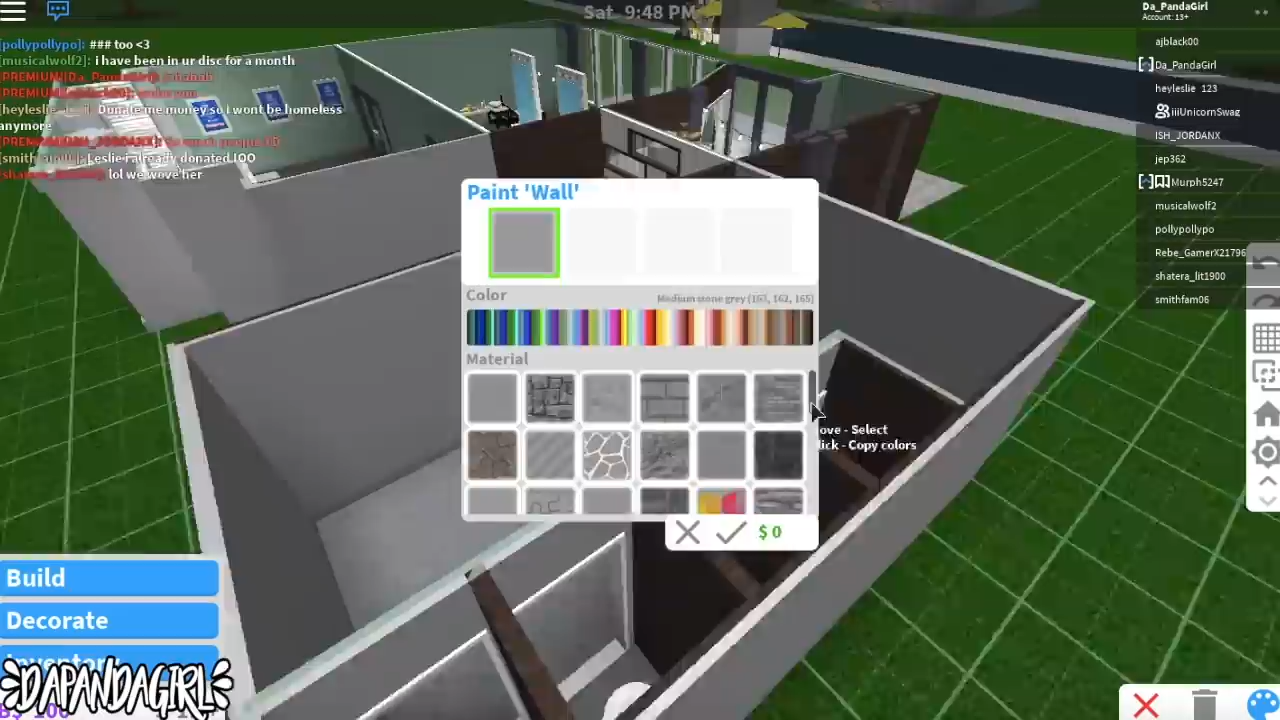 Sat 9:48 PM
Da_PandaGirl
Account: 13+
[pollypollypo]: ### too <3
[musicalwolf2]: i have been in ur disc for a month
Donate me money so i wont be homeless
anymore
Leslie already donated 100
lol we wove her
ajblack00
Da_PandaGirl
heyleslie_123
iiiUnicornSwag
ISH_JORDANX
jep362
Murph5247
musicalwolf2
pollypollypo
Rebe_GamerX21796
shatera_lit1900
smithfam06
Paint 'Wall'
Color
Medium stone grey (163, 162, 165)
Material
- Select
- Copy colors
$0
Build
Decorate
Inventory
DAPANDAGIRL